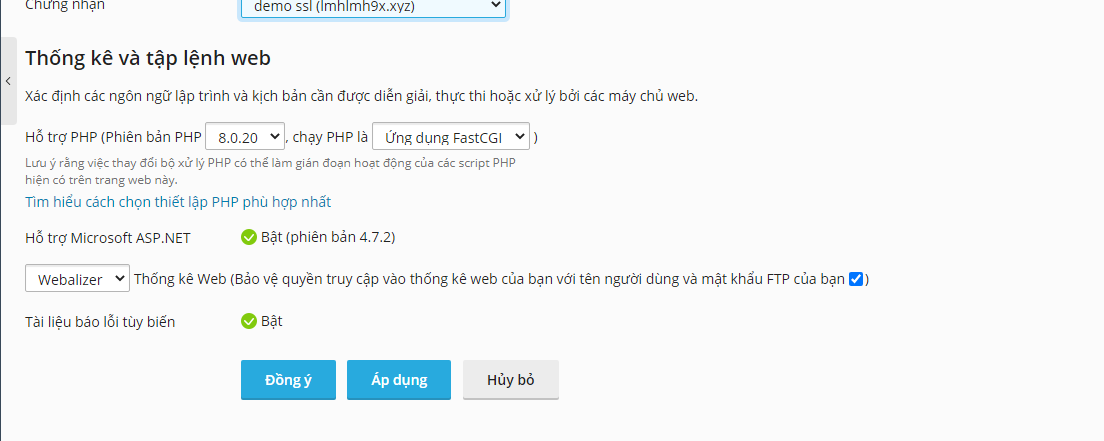 Chứng nhận demo ssl (lmhlmh9x.xyz)
Thống kê và tập lệnh web
Xác định các ngôn ngữ lập trình và kịch bản cần được diễn giải, thực thi hoặc xử lý bởi các máy chủ web.
Hỗ trợ PHP (Phiên bản PHP 8.0.20 , chạy PHP là Ứng dụng FastCGI )
Lưu ý rằng việc thay đổi bộ xử lý PHP có thể làm gián đoạn hoạt động của các script PHP
hiện có trên trang web này.
Tìm hiểu cách chọn thiết lập PHP phù hợp nhất
Hỗ trợ Microsoft ASP.NET Bật (phiên bản 4.7.2)
Webalizer Thống kê Web (Bảo vệ quyền truy cập vào thống kê web của bạn với tên người dùng và mật khẩu FTP của bạn )
Tài liệu báo lỗi tùy biến Bật
Đồng ý Áp dụng Hủy bỏ